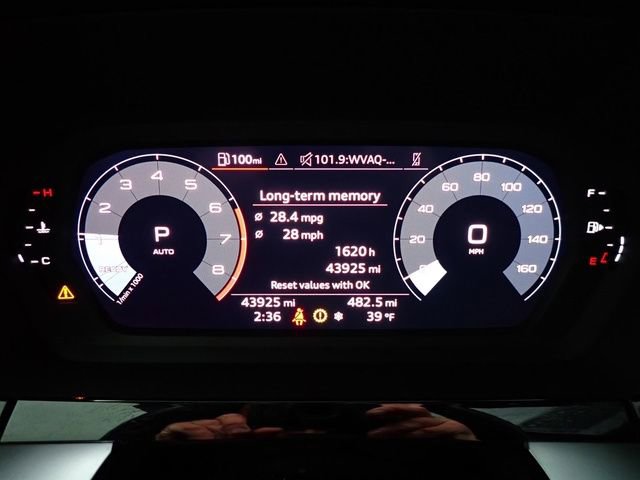 100mi 101.9:WVAQ-...
Long-term memory
Ø 28.4 mpg
Ø 28 mph
1620 h
43925 mi
Reset values with OK
43925 mi 482.5 mi
2:36 39 °F
H
C
1 2 3 4 5 6 7 8
READY
1/min x 1000
P
AUTO
20 40 60 80 100 120 140 160
0
MPH
F
E